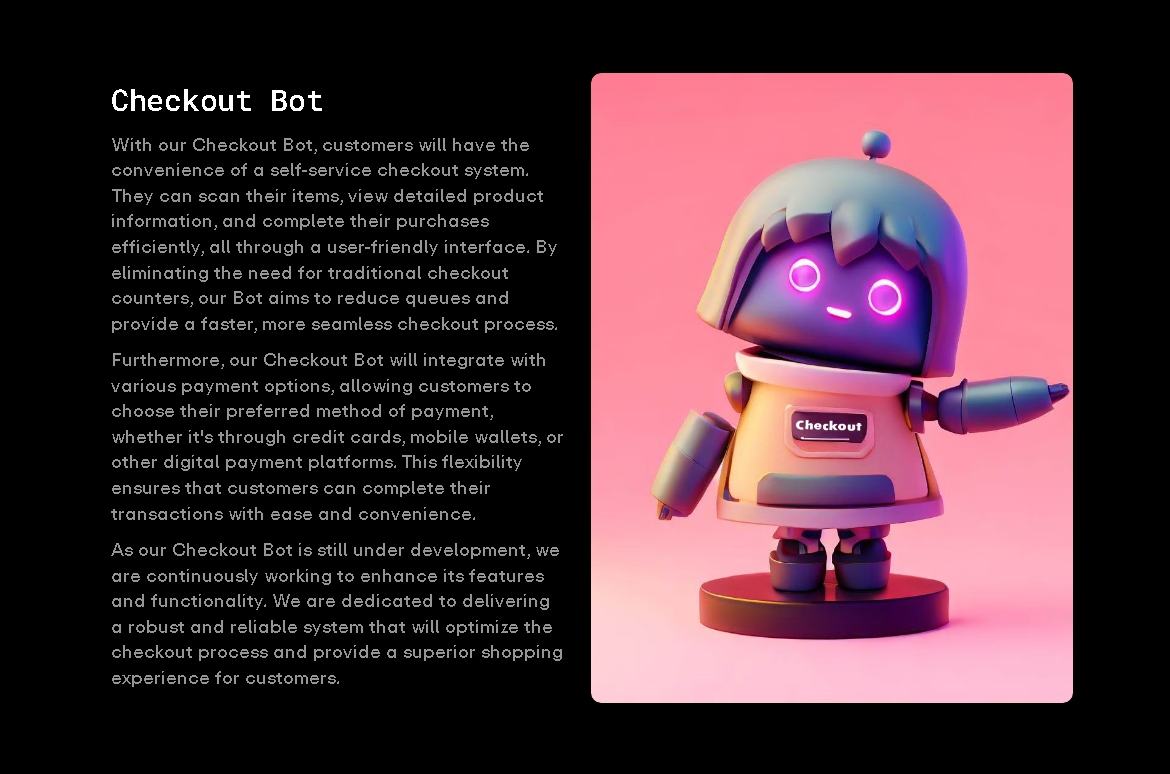 Checkout Bot
With our Checkout Bot, customers will have the
convenience of a self-service checkout system.
They can scan their items, view detailed product
information, and complete their purchases
efficiently, all through a user-friendly interface. By
eliminating the need for traditional checkout
counters, our Bot aims to reduce queues and
provide a faster, more seamless checkout process.
Furthermore, our Checkout Bot will integrate with
various payment options, allowing customers to
choose their preferred method of payment,
whether it's through credit cards, mobile wallets, or
other digital payment platforms. This flexibility
ensures that customers can complete their
transactions with ease and convenience.
As our Checkout Bot is still under development, we
are continuously working to enhance its features
and functionality. We are dedicated to delivering
a robust and reliable system that will optimize the
checkout process and provide a superior shopping
experience for customers.
Checkout